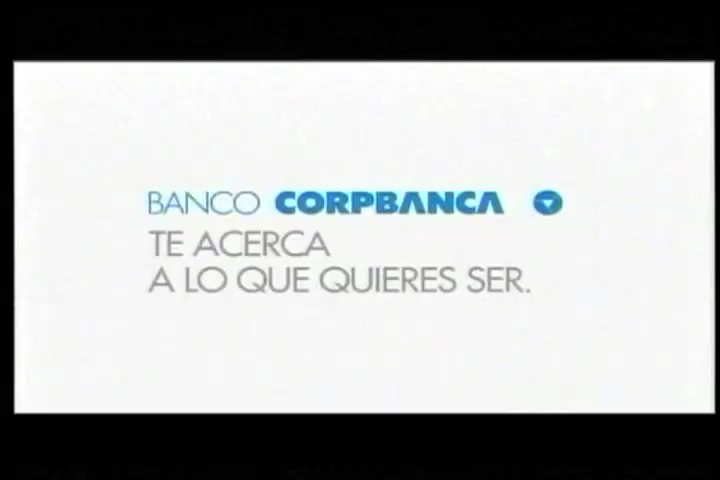 BANCO CORPBANCA
TE ACERCA
A LO QUE QUIERES SER.